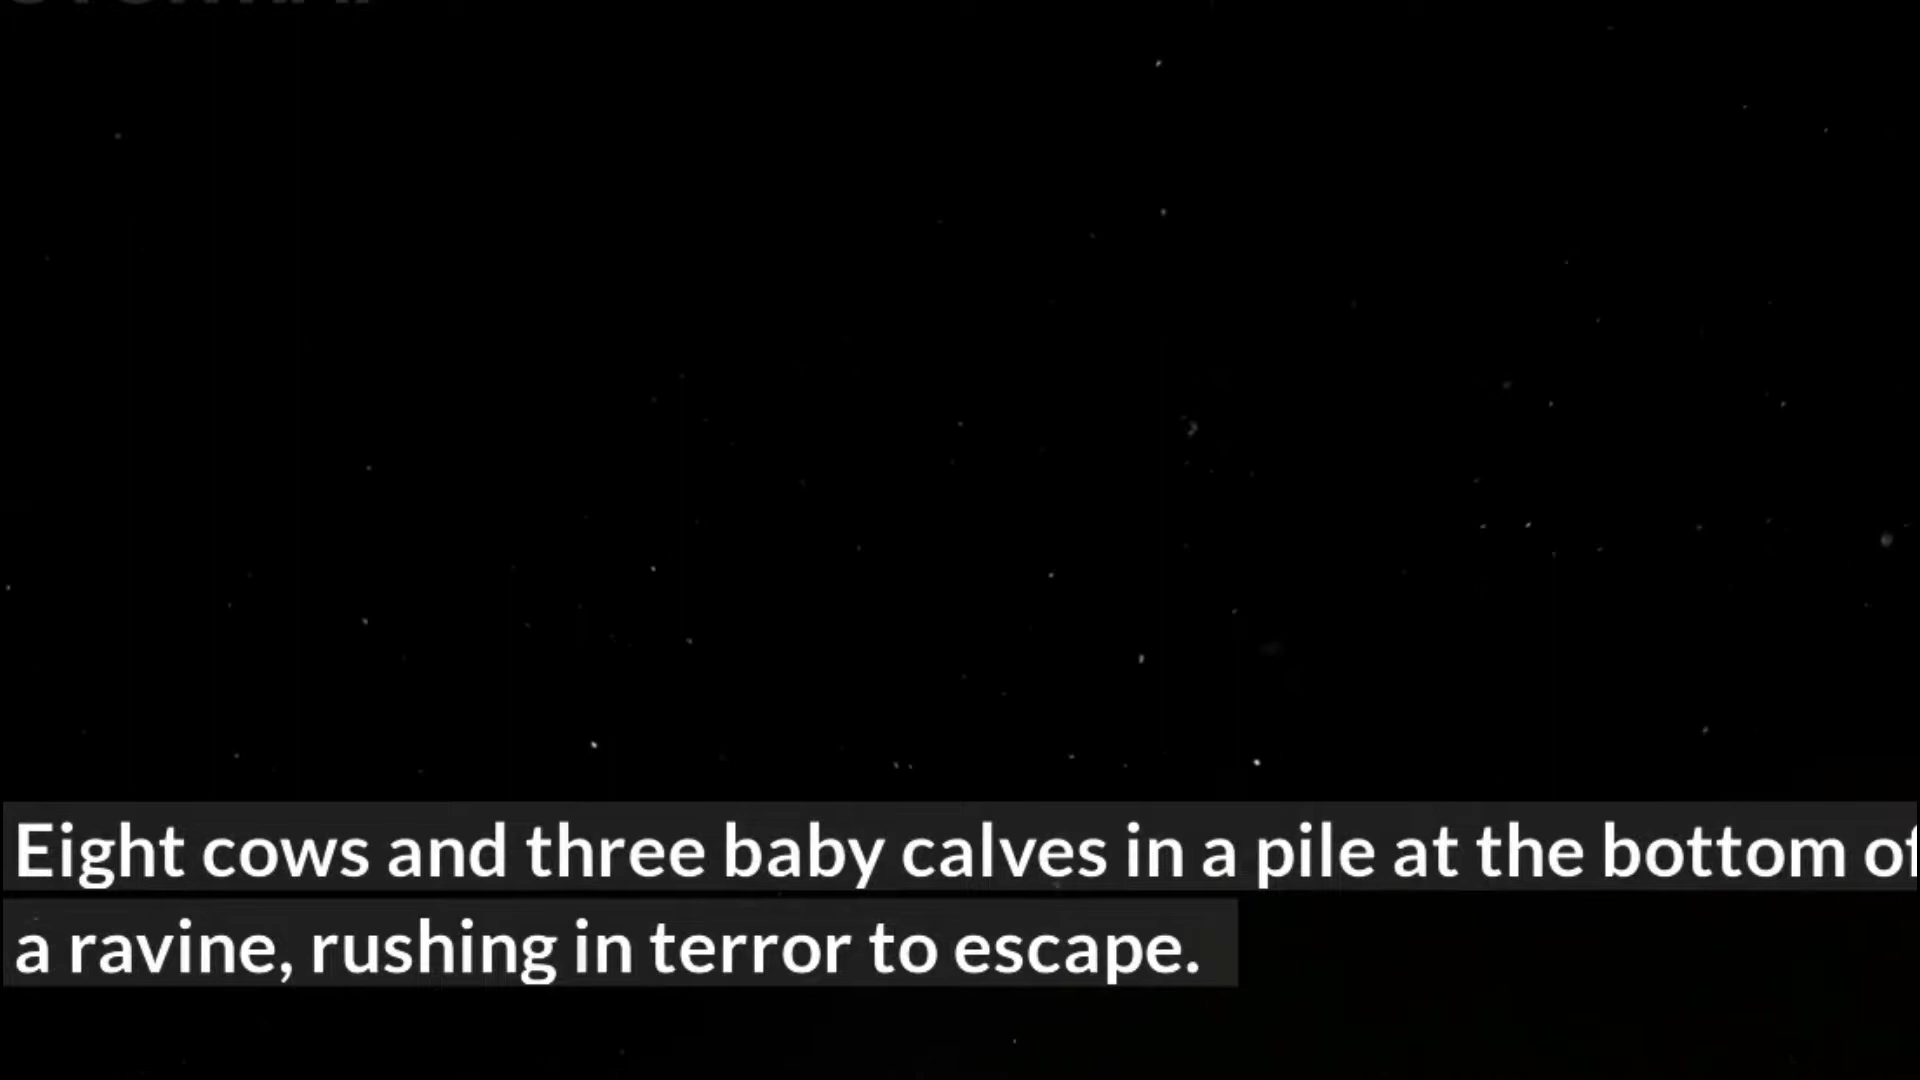 Eight cows and three baby calves in a pile at the bottom of
a ravine, rushing in terror to escape.